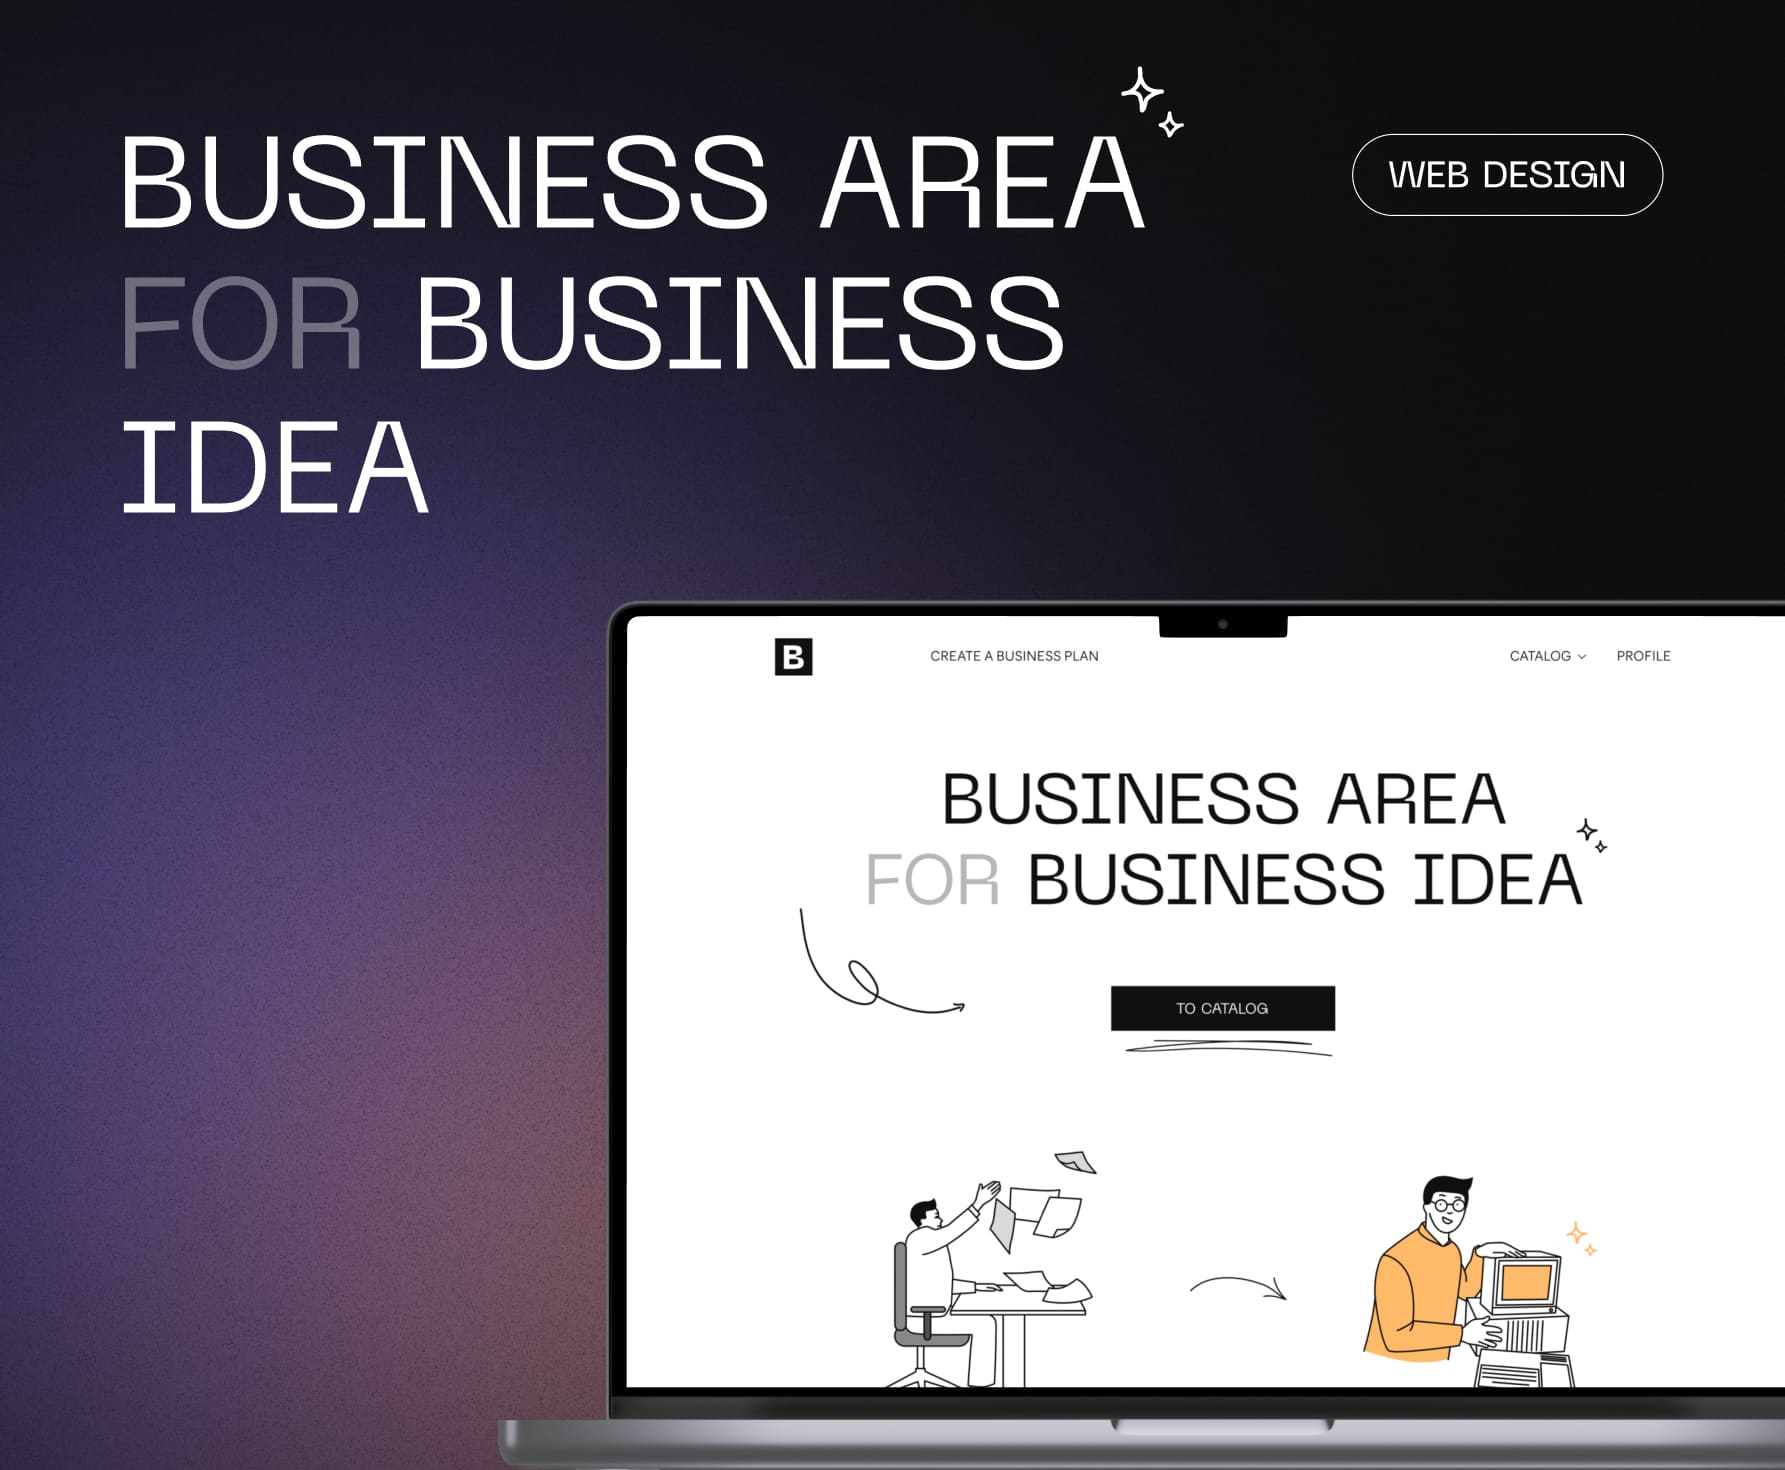 BUSINESS AREA
FOR BUSINESS
IDEA
WEB DESIGN
B
CREATE A BUSINESS PLAN
CATALOG
PROFILE
BUSINESS AREA
FOR BUSINESS IDEA
TO CATALOG